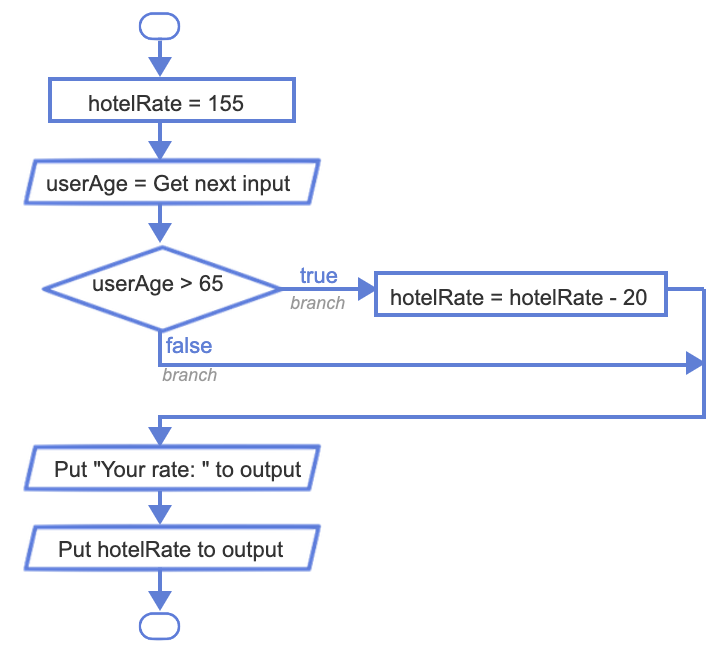 hotelRate = 155
userAge = Get next input
userAge > 65
true
branch
hotelRate = hotelRate - 20
false
branch
Put "Your rate: " to output
Put hotelRate to output